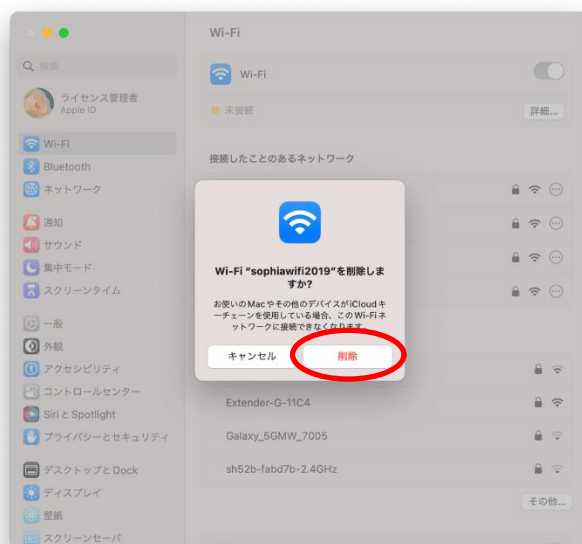 Wi-Fi
検索
Wi-Fi
ライセンス管理者
Apple ID
未接続
詳細...
Wi-Fi
Bluetooth
ネットワーク
接続したことのあるネットワーク
通知
サウンド
集中モード
スクリーンタイム
Wi-Fi “sophiawifi2019”を削除しま
すか?
お使いのMacやその他のデバイスがiCloudキ
ーチェーンを使用している場合、このWi-Fiネ
ットワークに接続できなくなります。
キャンセル
削除
一般
外観
アクセシビリティ
コントロールセンター
Siri と Spotlight
プライバシーとセキュリティ
デスクトップと Dock
ディスプレイ
壁紙
スクリーンセーバ
Extender-G-11C4
Galaxy_5GMW_7005
sh52b-fabd7b-2.4GHz
その他...